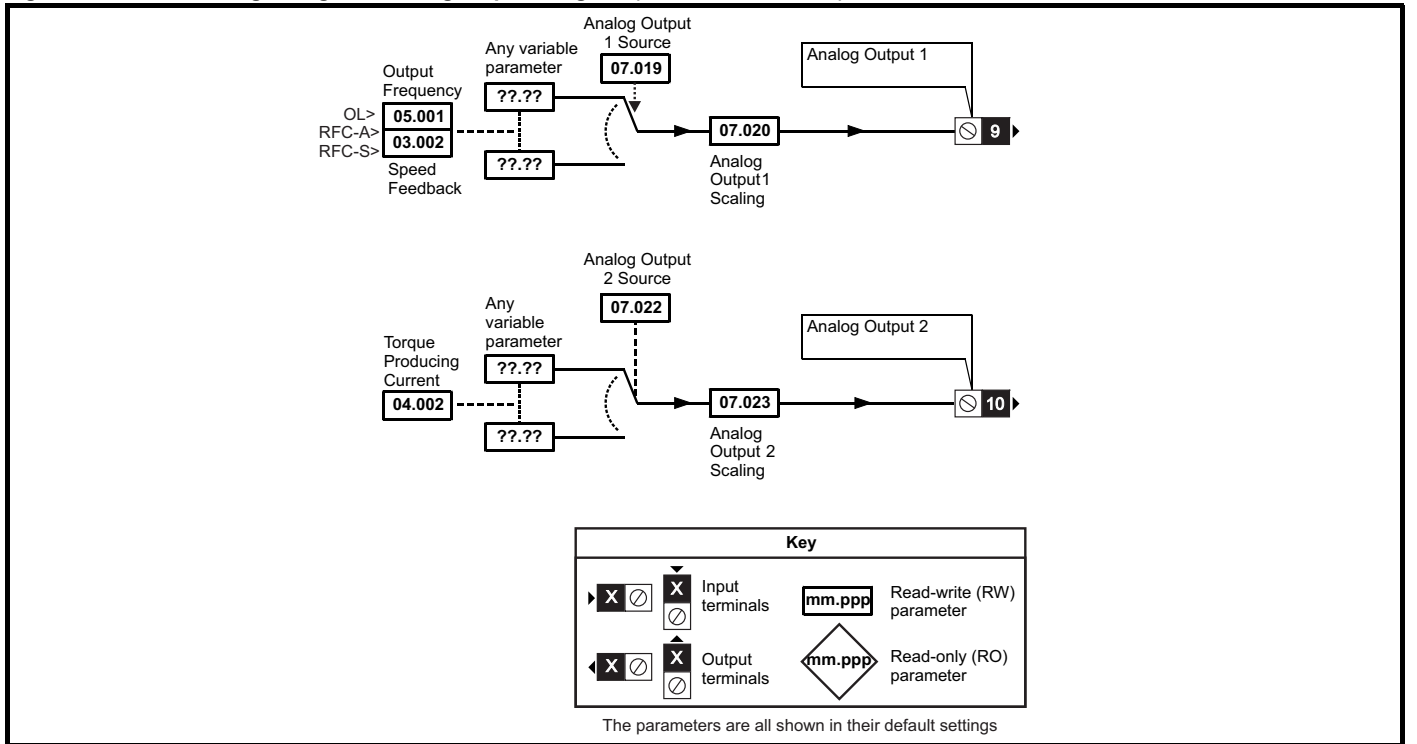 Analog Output
1 Source
07.019
Any variable
parameter
??.??
??.??
Output
Frequency
OL>
RFC-A>
RFC-S>
05.001
03.002
Speed
Feedback
07.020
Analog
Output1
Scaling
Analog Output 1
9
Analog Output
2 Source
07.022
Any
variable
parameter
??.??
??.??
Torque
Producing
Current
04.002
07.023
Analog
Output 2
Scaling
Analog Output 2
10
Key
X
X
Input
terminals
mm.ppp
Read-write (RW)
parameter
X
X
Output
terminals
mm.ppp
Read-only (RO)
parameter
The parameters are all shown in their default settings